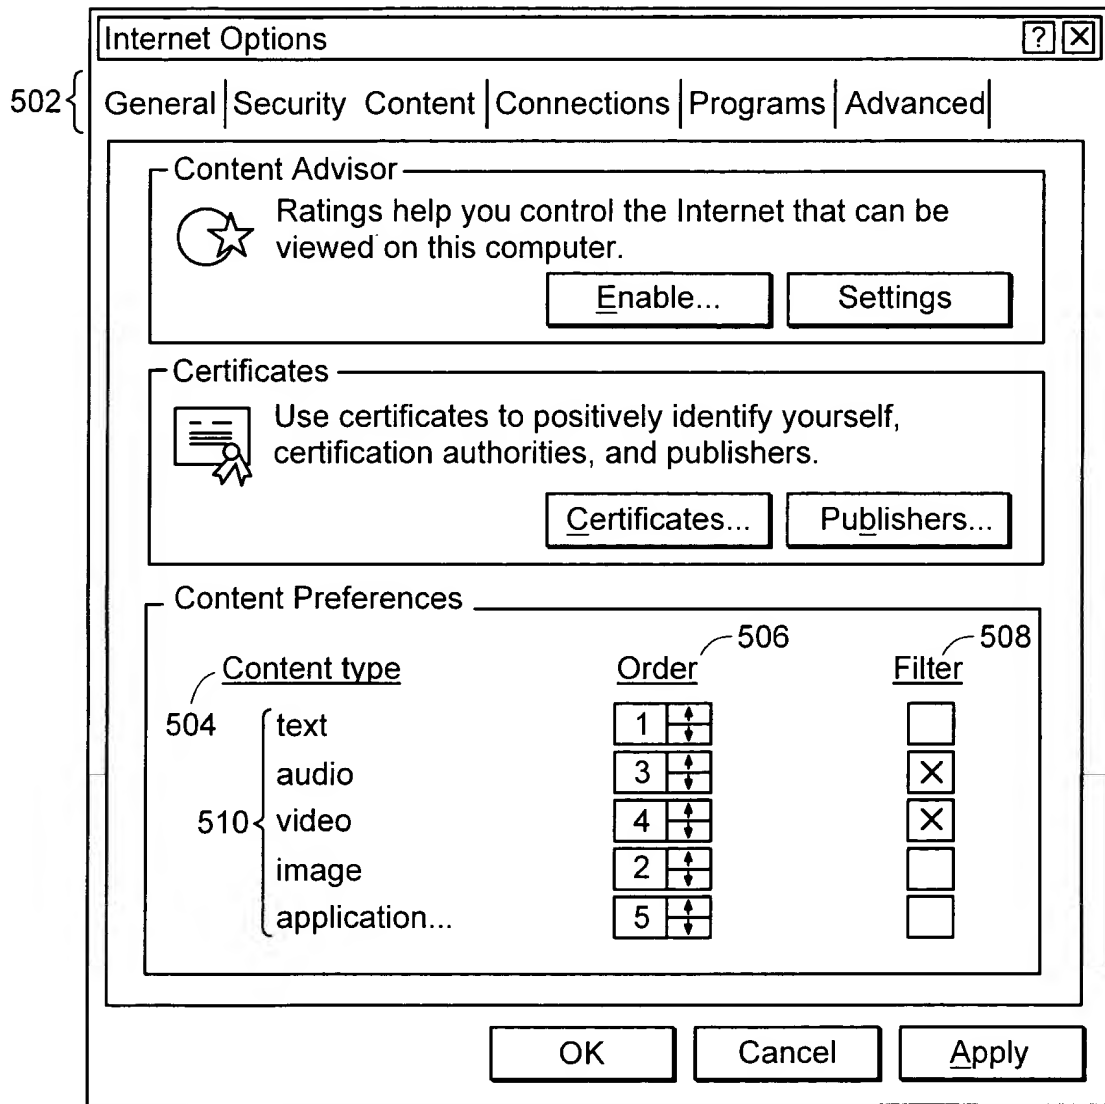 Internet Options ? X
502 General Security Content Connections Programs Advanced
Content Advisor
Ratings help you control the Internet that can be
viewed on this computer.
Enable... Settings
Certificates
Use certificates to positively identify yourself,
certification authorities, and publishers.
Certificates... Publishers...
Content Preferences
506 508
Content type Order Filter
504 text 1
audio 3 X
510 video 4 X
image 2
application... 5
OK Cancel Apply